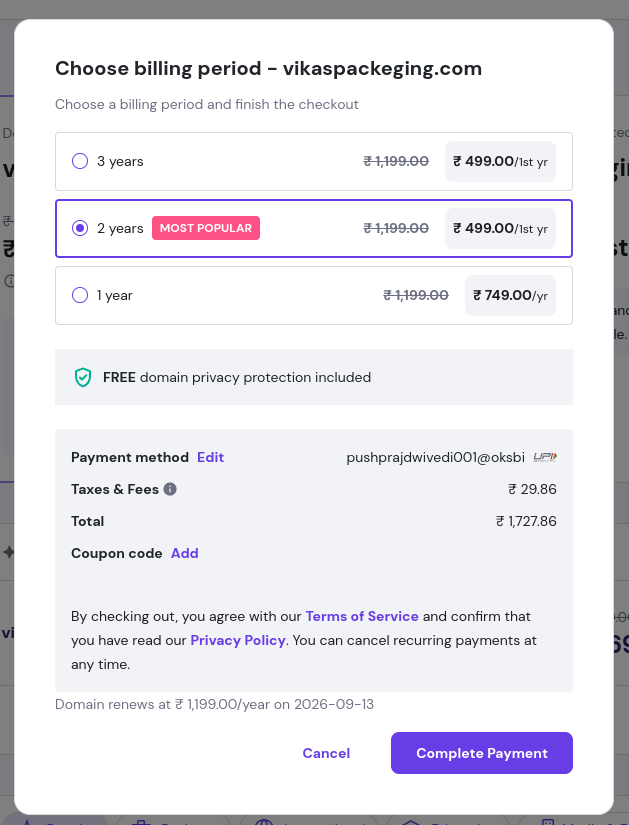 Choose billing period - vikaspackeging.com
Choose a billing period and finish the checkout
3 years ₹ 1,199.00 ₹ 499.00/1st yr
2 years MOST POPULAR ₹ 1,199.00 ₹ 499.00/1st yr
1 year ₹ 1,199.00 ₹ 749.00/yr
FREE domain privacy protection included
Payment method Edit pushprajdwivedi001@oksbi UPI
Taxes & Fees ₹ 29.86
Total ₹ 1,727.86
Coupon code Add
By checking out, you agree with our Terms of Service and confirm that
you have read our Privacy Policy. You can cancel recurring payments at
any time.
Domain renews at ₹ 1,199.00/year on 2026-09-13
Cancel Complete Payment